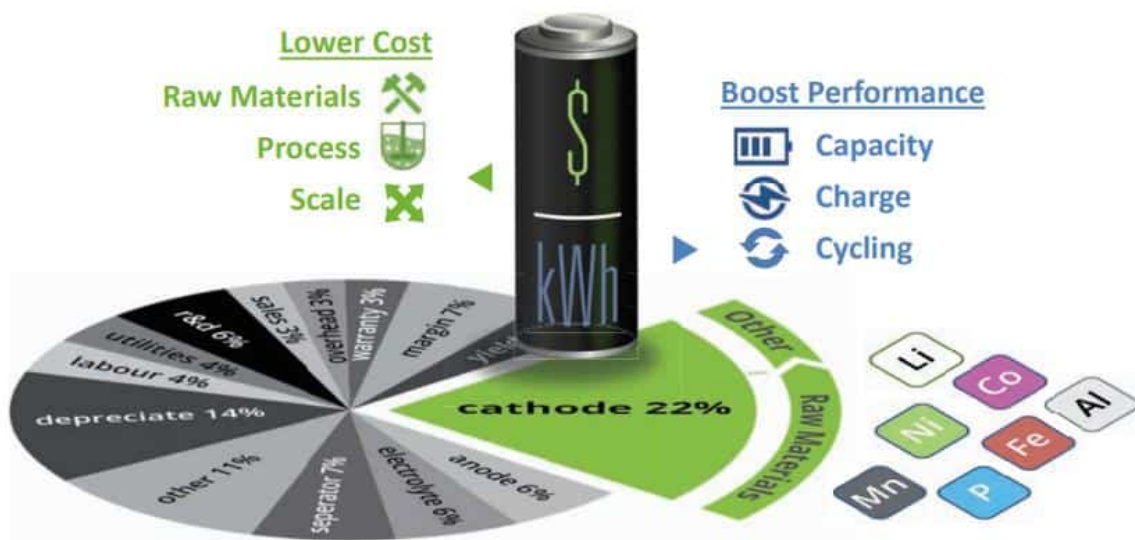 Lower Cost
Raw Materials
Process
Scale
$
kWh
Boost Performance
Capacity
Charge
Cycling
r&d 6%
sales 3%
overhead 3%
warranty 3%
margin 7%
utilities 4%
labour 4%
depreciate 14%
other 11%
seperator 7%
electrolyte 6%
anode 6%
cathode 22%
Other
Raw Materials
Li
Co
Al
Ni
Fe
Mn
P